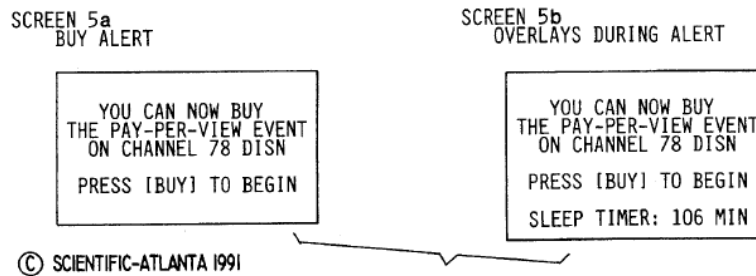 SCREEN 5a
BUY ALERT
YOU CAN NOW BUY
THE PAY-PER-VIEW EVENT
ON CHANNEL 78 DISN
PRESS [BUY] TO BEGIN
© SCIENTIFIC-ATLANTA 1991
SCREEN 5b
OVERLAYS DURING ALERT
YOU CAN NOW BUY
THE PAY-PER-VIEW EVENT
ON CHANNEL 78 DISN
PRESS [BUY] TO BEGIN
SLEEP TIMER: 106 MIN